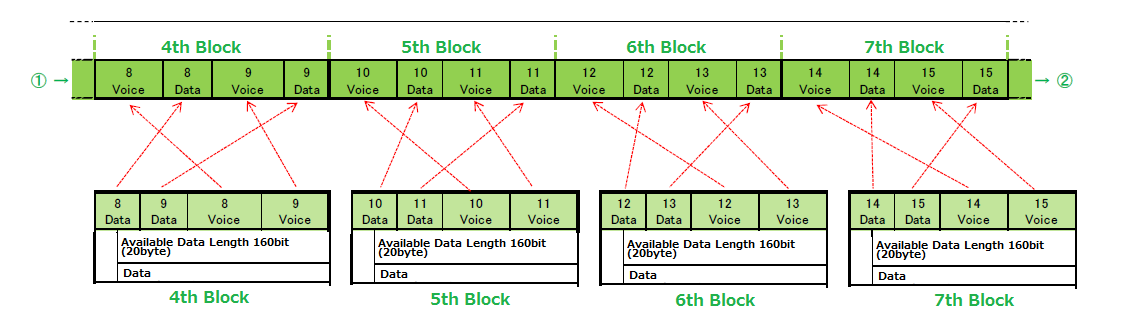 4th Block 5th Block 6th Block 7th Block
① → 8 8 9 9 10 10 11 11 12 12 13 13 14 14 15 15 → ②
Voice Data Voice Data Voice Data Voice Data Voice Data Voice Data Voice Data Voice Data
8 9 8 9 10 11 10 11 12 13 12 13 14 15 14 15
Data Data Voice Voice Data Data Voice Voice Data Data Voice Voice Data Data Voice Voice
Available Data Length 160bit Available Data Length 160bit Available Data Length 160bit Available Data Length 160bit
(20byte) (20byte) (20byte) (20byte)
Data Data Data Data
4th Block 5th Block 6th Block 7th Block